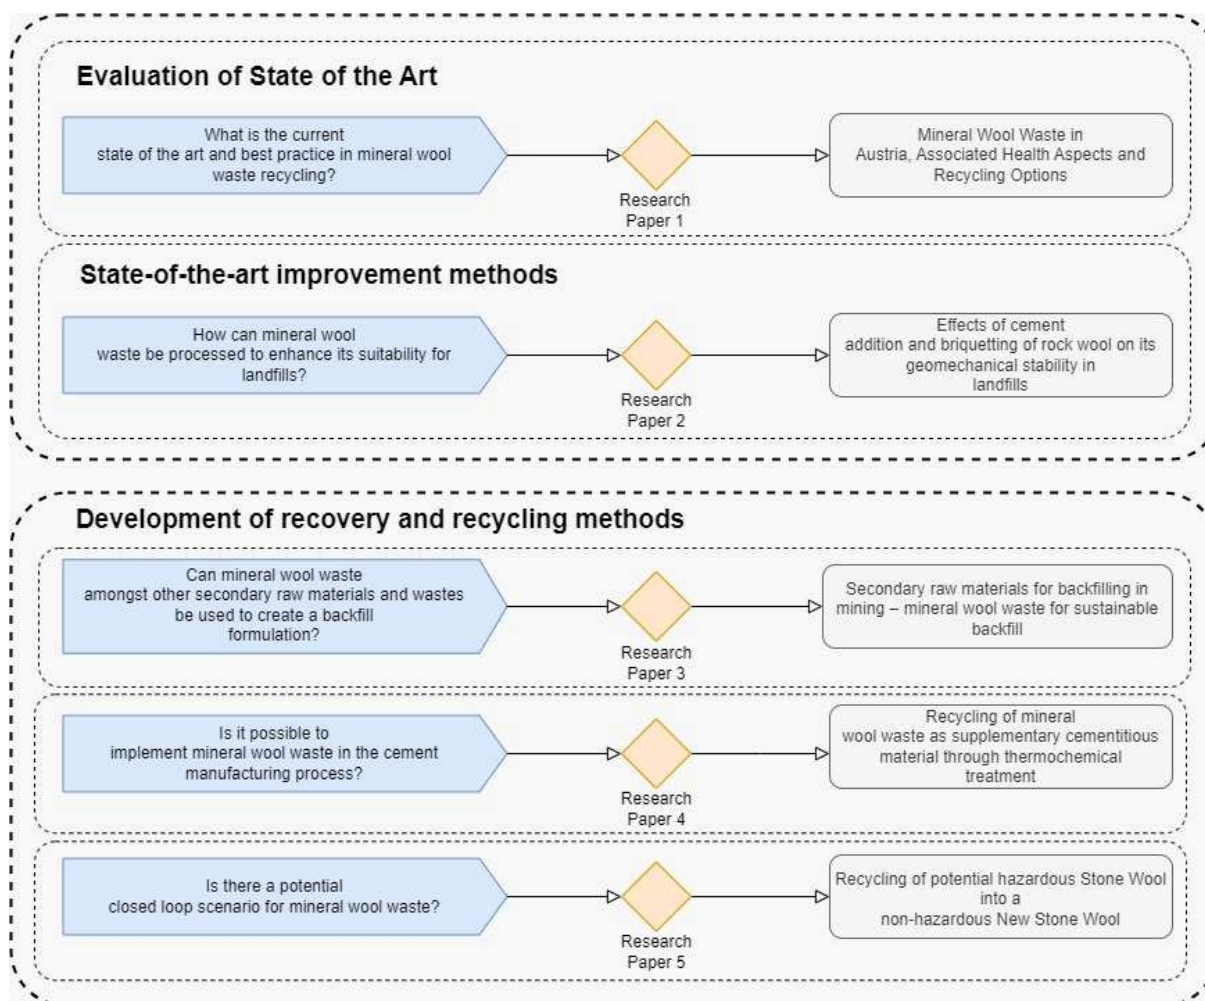 Evaluation of State of the Art
What is the current
state of the art and best practice in mineral wool
waste recycling?
Research
Paper 1
Mineral Wool Waste in
Austria, Associated Health Aspects and
Recycling Options
State-of-the-art improvement methods
How can mineral wool
waste be processed to enhance its suitability for
landfills?
Research
Paper 2
Effects of cement
addition and briquetting of rock wool on its
geomechanical stability in
landfills
Development of recovery and recycling methods
Can mineral wool waste
amongst other secondary raw materials and wastes
be used to create a backfill
formulation?
Research
Paper 3
Secondary raw materials for backfilling in
mining – mineral wool waste for sustainable
backfill
Is it possible to
implement mineral wool waste in the cement
manufacturing process?
Research
Paper 4
Recycling of mineral
wool waste as supplementary cementitious
material through thermochemical
treatment
Is there a potential
closed loop scenario for mineral wool waste?
Research
Paper 5
Recycling of potential hazardous Stone Wool
into a
non-hazardous New Stone Wool